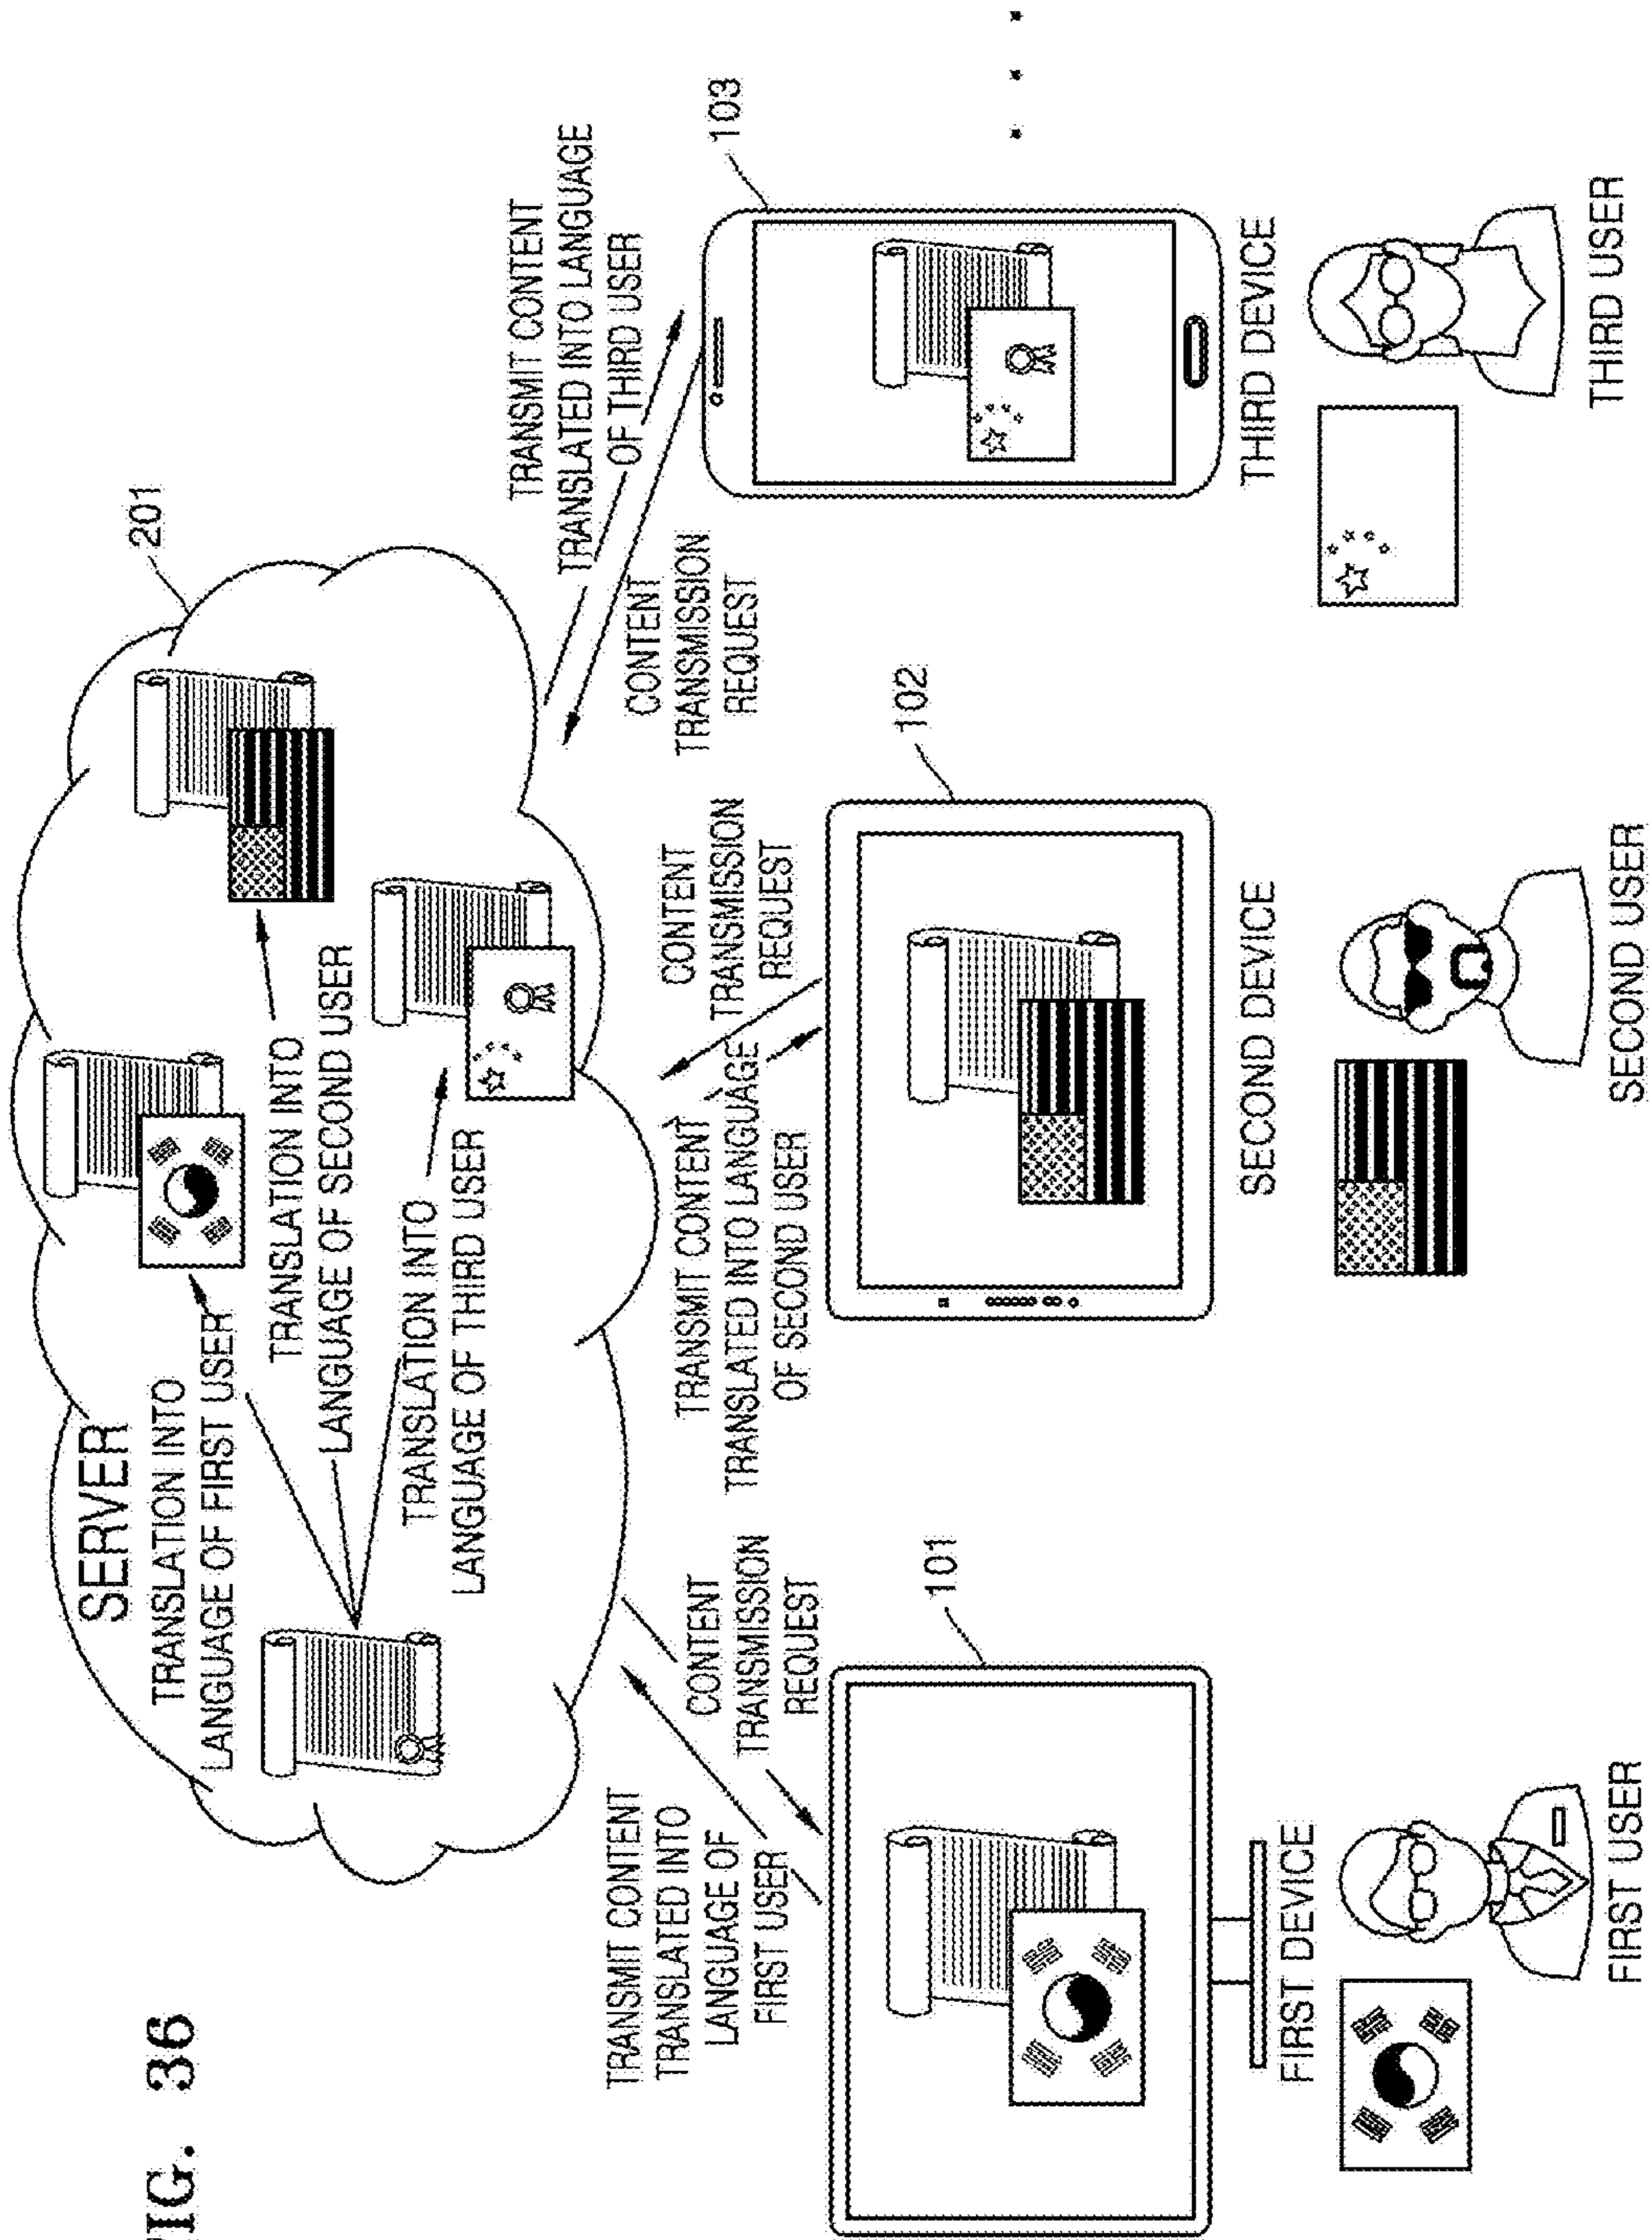 FIG. 36
SERVER
201
TRANSLATION INTO
LANGUAGE OF FIRST USER
TRANSLATION INTO
LANGUAGE OF SECOND USER
TRANSLATION INTO
LANGUAGE OF THIRD USER
TRANSMIT CONTENT
TRANSLATED INTO
LANGUAGE OF
FIRST USER
CONTENT
TRANSMISSION
REQUEST
TRANSMIT CONTENT
TRANSLATED INTO LANGUAGE
OF SECOND USER
CONTENT
TRANSMISSION
REQUEST
CONTENT
TRANSMISSION
REQUEST
TRANSMIT CONTENT
TRANSLATED INTO LANGUAGE
OF THIRD USER
101
102
103
FIRST DEVICE
SECOND DEVICE
THIRD DEVICE
FIRST USER
SECOND USER
THIRD USER